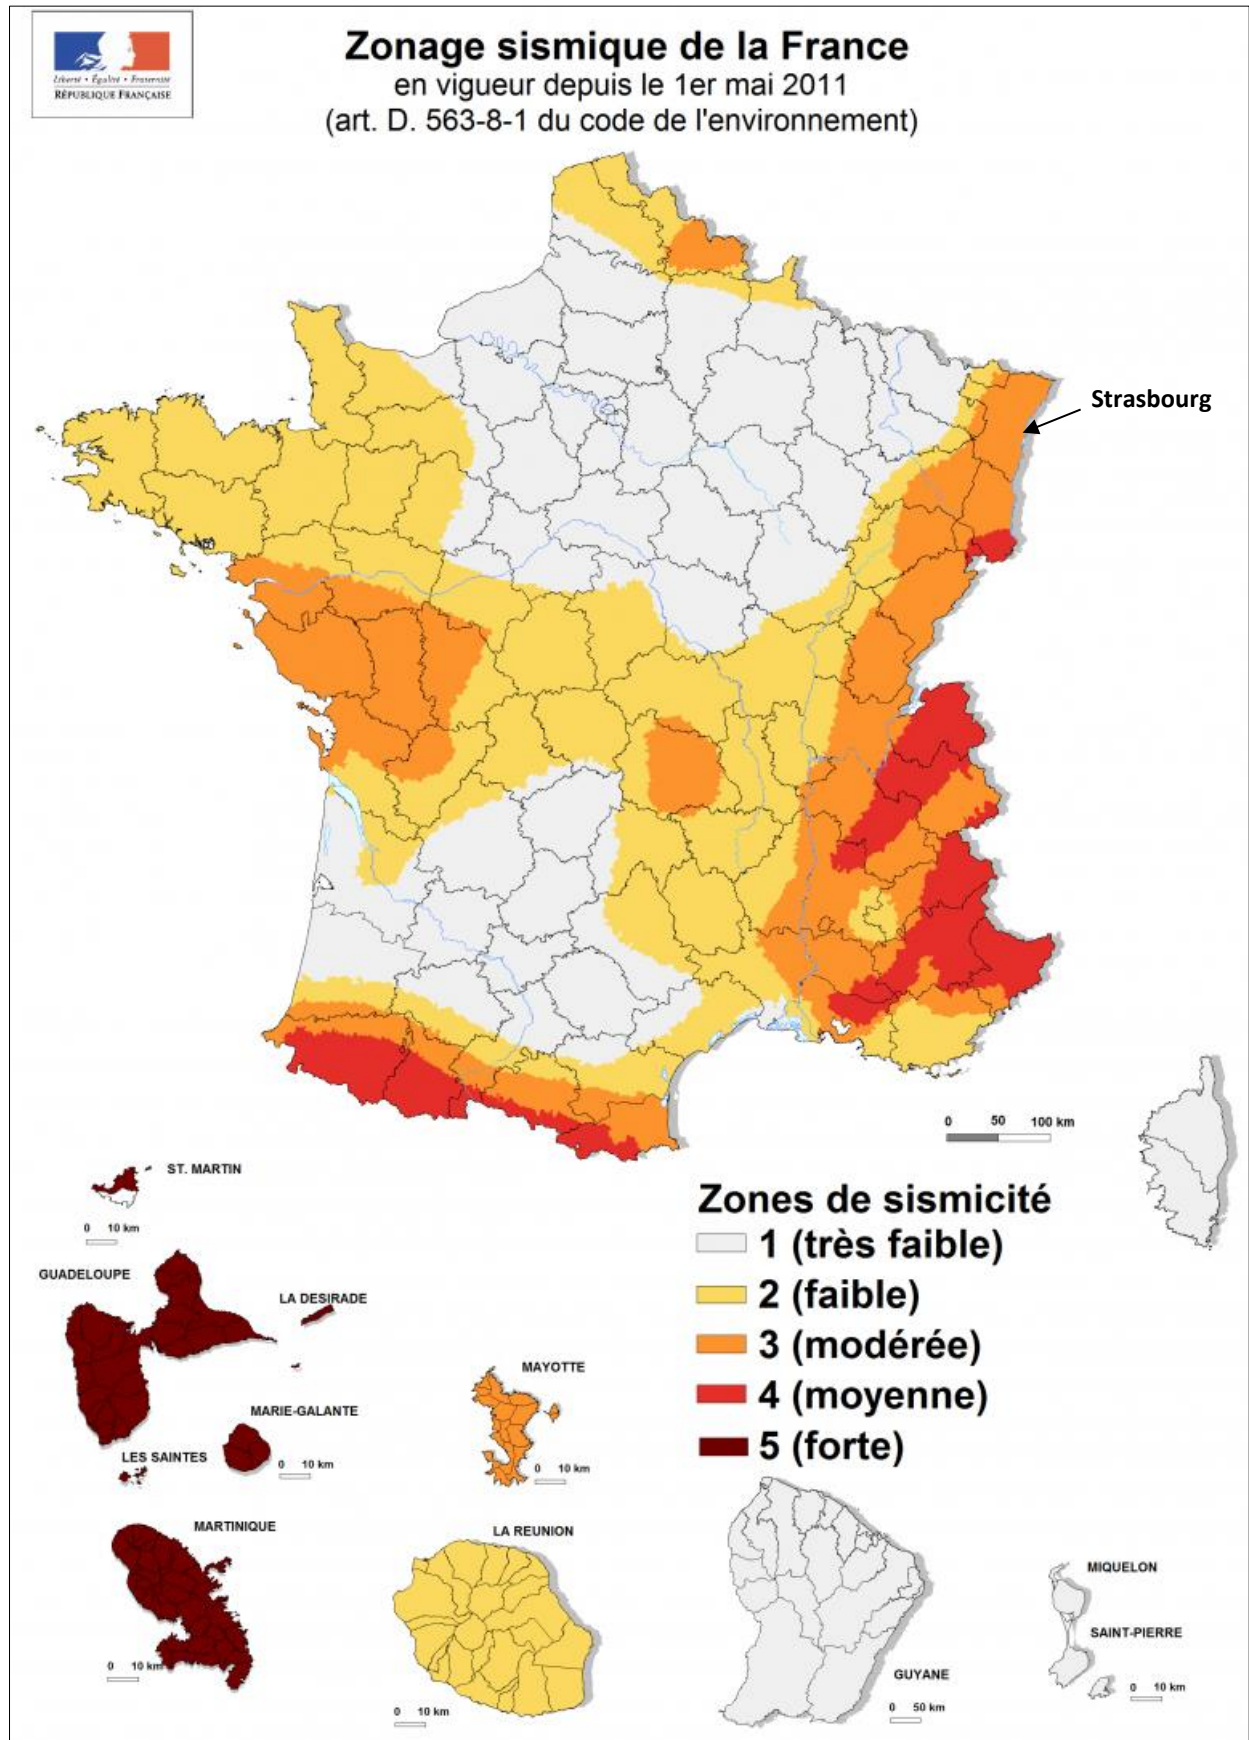 Liberté • Égalité • Fraternité
RÉPUBLIQUE FRANÇAISE
Zonage sismique de la France
en vigueur depuis le 1er mai 2011
(art. D. 563-8-1 du code de l'environnement)
Strasbourg
0 50 100 km
ST. MARTIN
0 10 km
GUADELOUPE
LA DESIRADE
MARIE-GALANTE
0 10 km
LES SAINTES
MAYOTTE
0 10 km
Zones de sismicité
1 (très faible)
2 (faible)
3 (modérée)
4 (moyenne)
5 (forte)
MARTINIQUE
0 10 km
LA REUNION
0 10 km
GUYANE
0 50 km
MIQUELON
SAINT-PIERRE
0 10 km